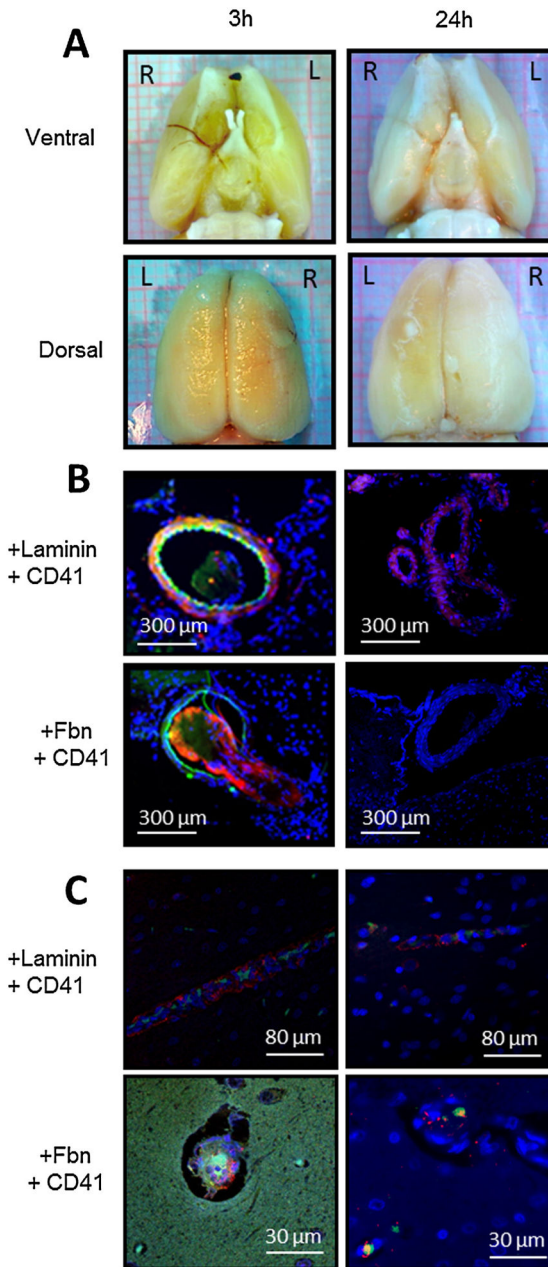 3h 24h
A
R L R L
Ventral
L R L R
Dorsal
B
+Laminin
+ CD41
300 µm 300 µm
+Fbn
+ CD41
300 µm 300 µm
C
+Laminin
+ CD41
80 µm 80 µm
+Fbn
+ CD41
30 µm 30 µm